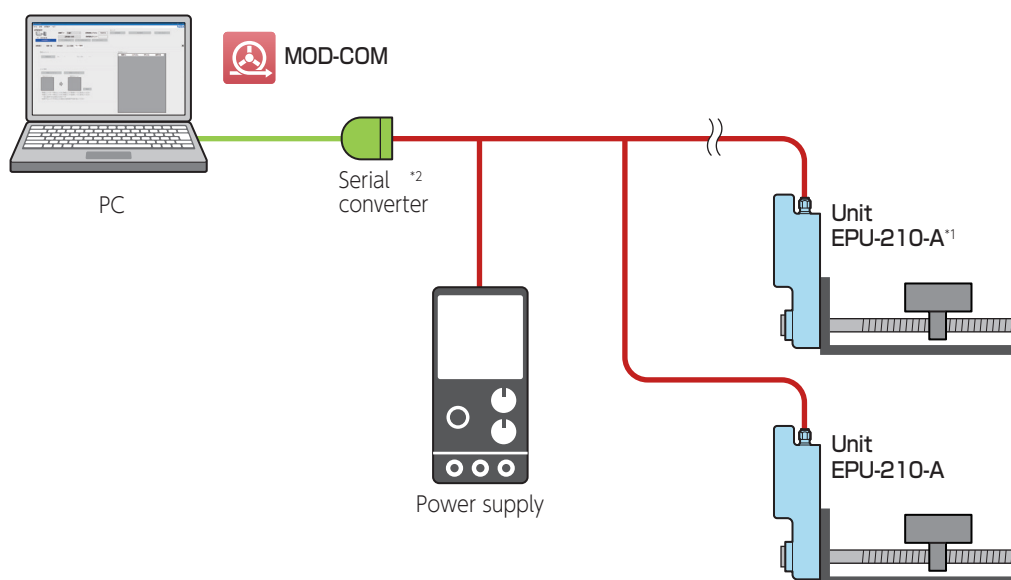 MOD-COM
PC
Serial *2
converter
Unit
EPU-210-A*1
Power supply
Unit
EPU-210-A